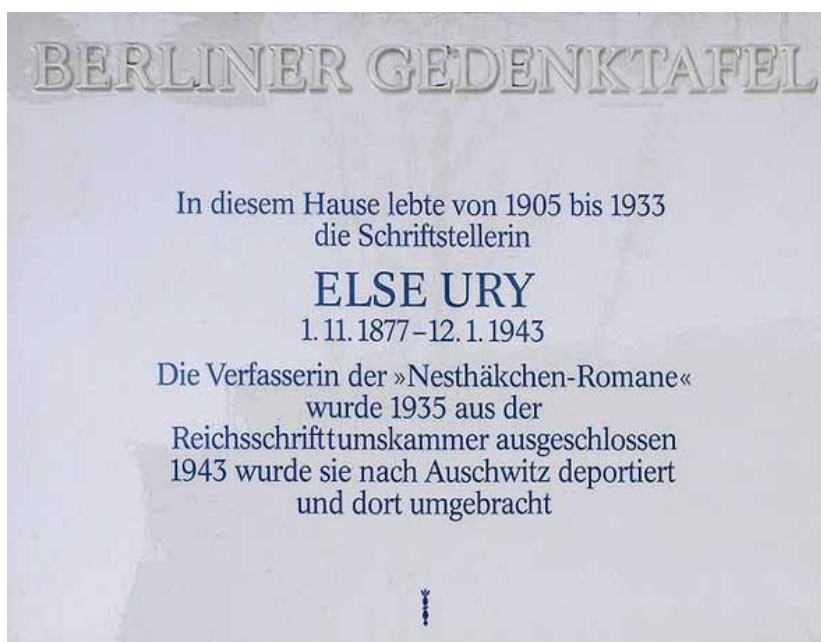 BERLINER GEDENKTAFEL
In diesem Hause lebte von 1905 bis 1933
die Schriftstellerin
ELSE URY
1. 11. 1877–12. 1. 1943
Die Verfasserin der »Nesthäkchen-Romane«
wurde 1935 aus der
Reichsschrifttumskammer ausgeschlossen
1943 wurde sie nach Auschwitz deportiert
und dort umgebracht